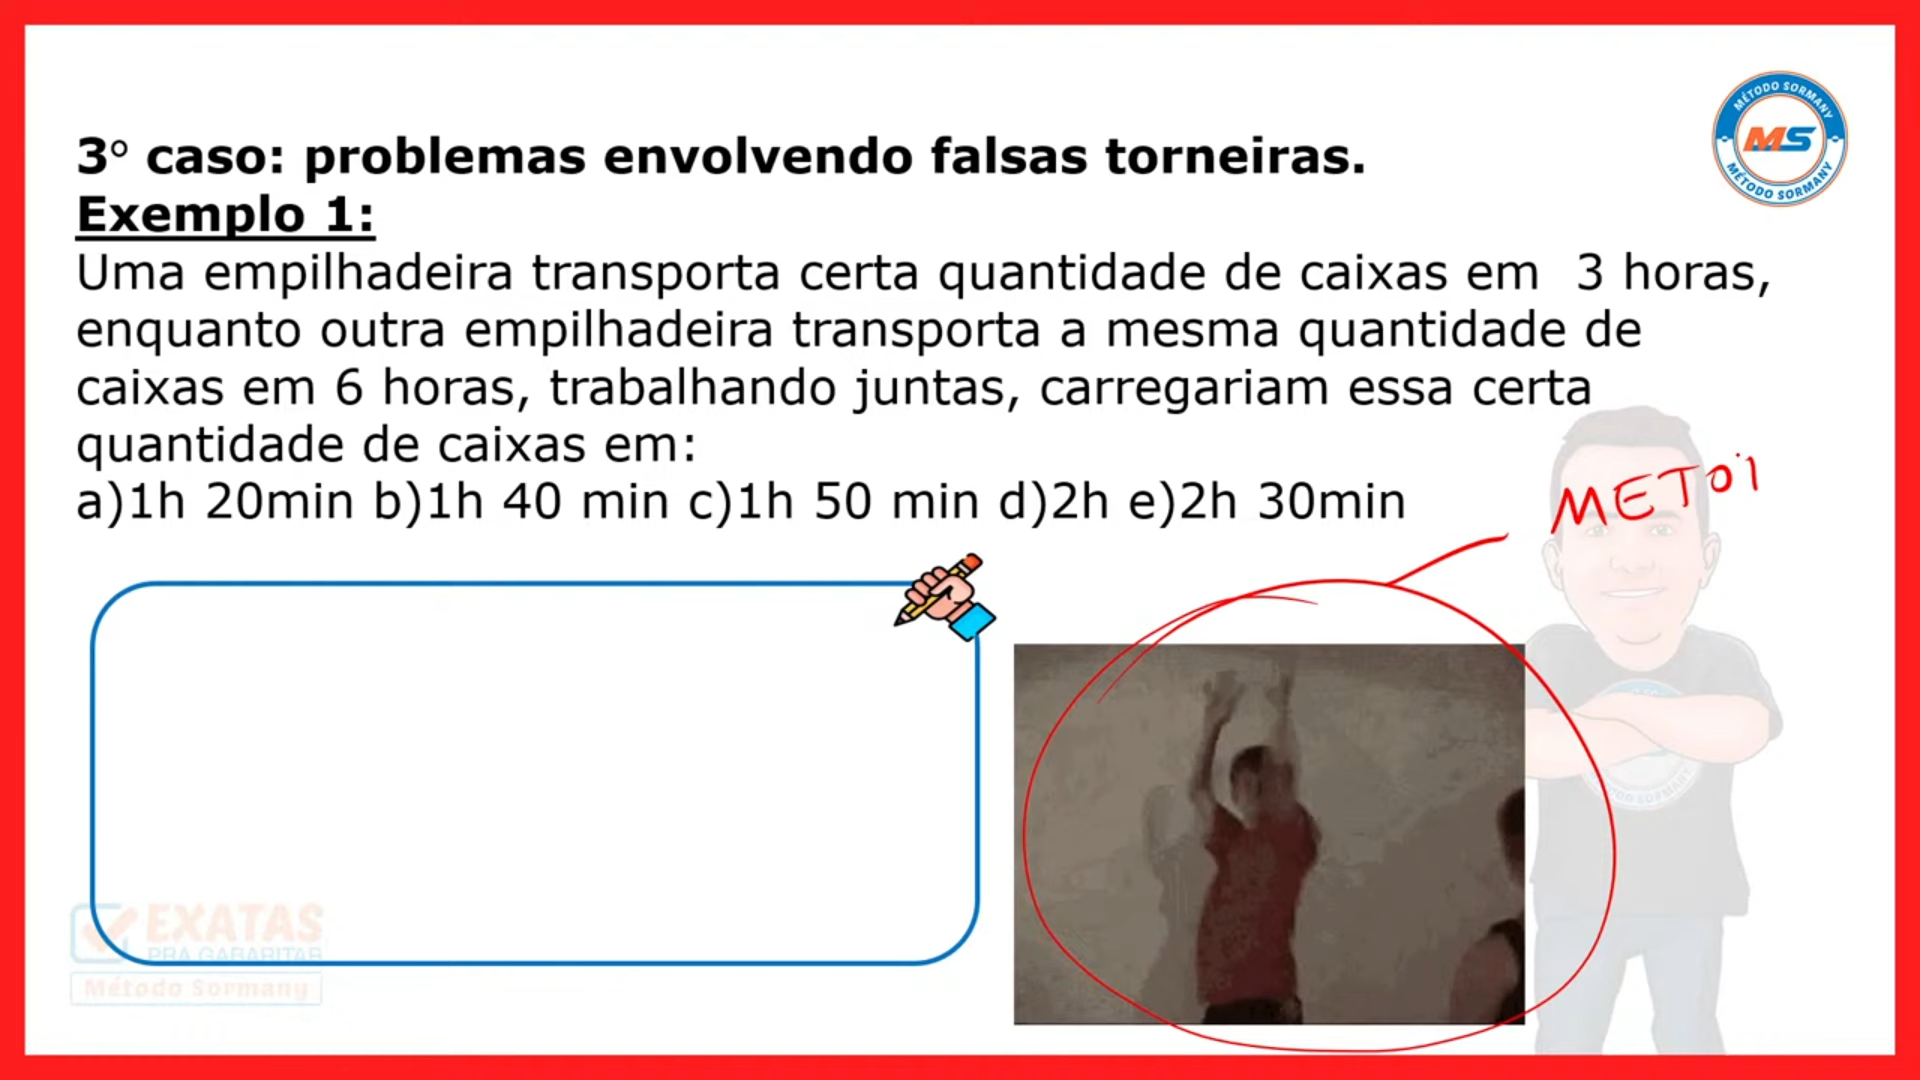 MÉTODO SORMANY
MS
MÉTODO SORMANY
3° caso: problemas envolvendo falsas torneiras.
Exemplo 1:
Uma empilhadeira transporta certa quantidade de caixas em 3 horas,
enquanto outra empilhadeira transporta a mesma quantidade de
caixas em 6 horas, trabalhando juntas, carregariam essa certa
quantidade de caixas em:
a)1h 20min b)1h 40 min c)1h 50 min d)2h e)2h 30min
METOI
EXATAS
PRA GABARITAR
Método Sormany